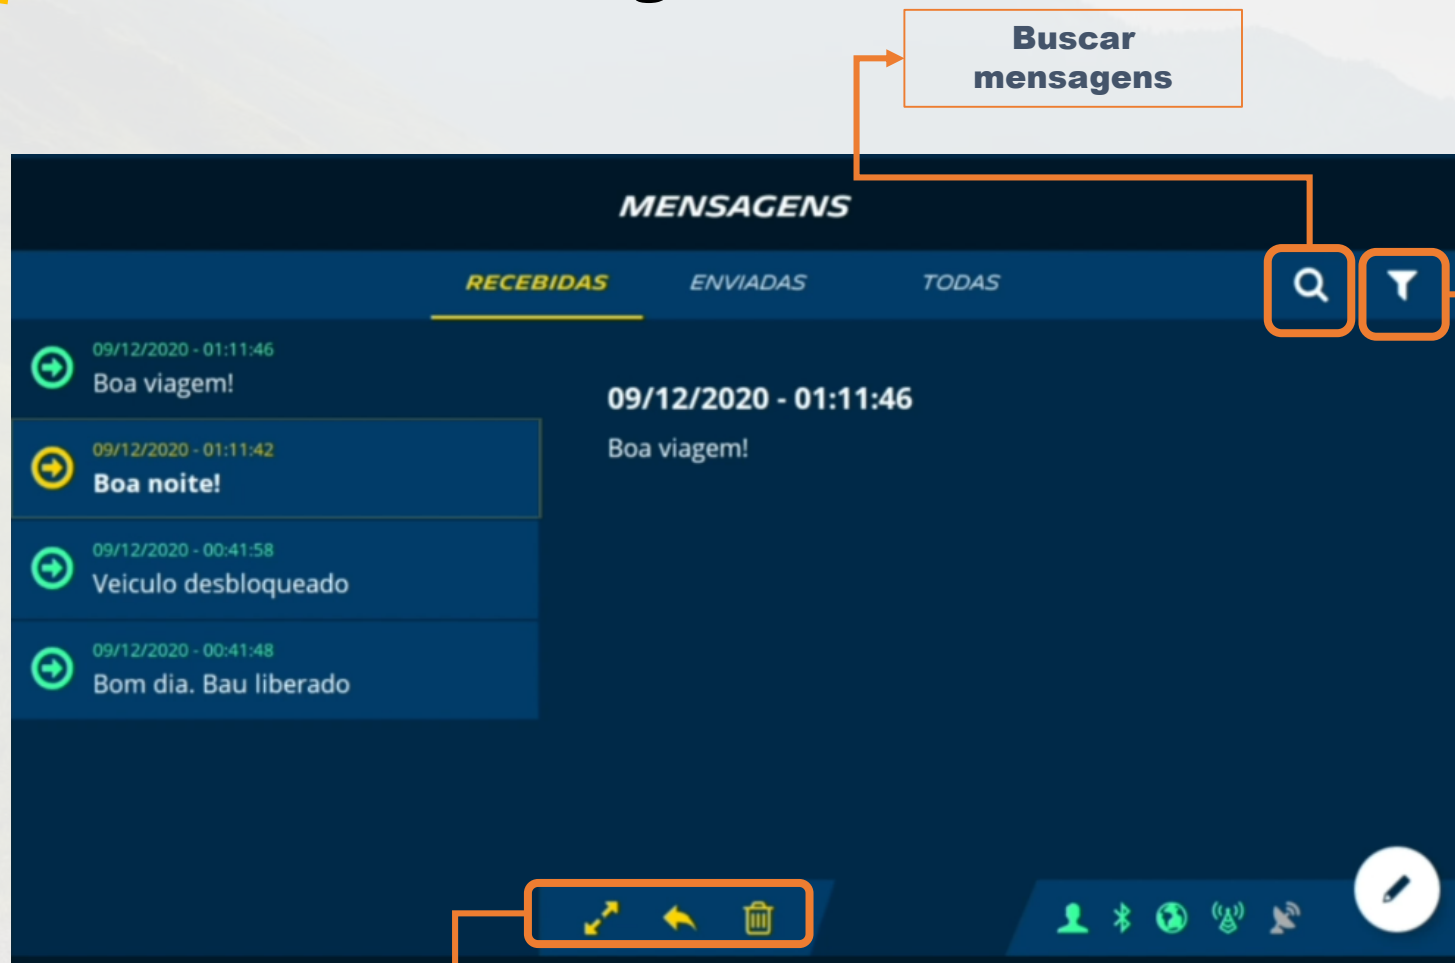 Buscar
mensagens
MENSAGENS
RECEBIDAS ENVIADAS TODAS
09/12/2020 - 01:11:46
Boa viagem!
09/12/2020 - 01:11:42
Boa noite!
09/12/2020 - 00:41:58
Veiculo desbloqueado
09/12/2020 - 00:41:48
Bom dia. Bau liberado
09/12/2020 - 01:11:46
Boa viagem!